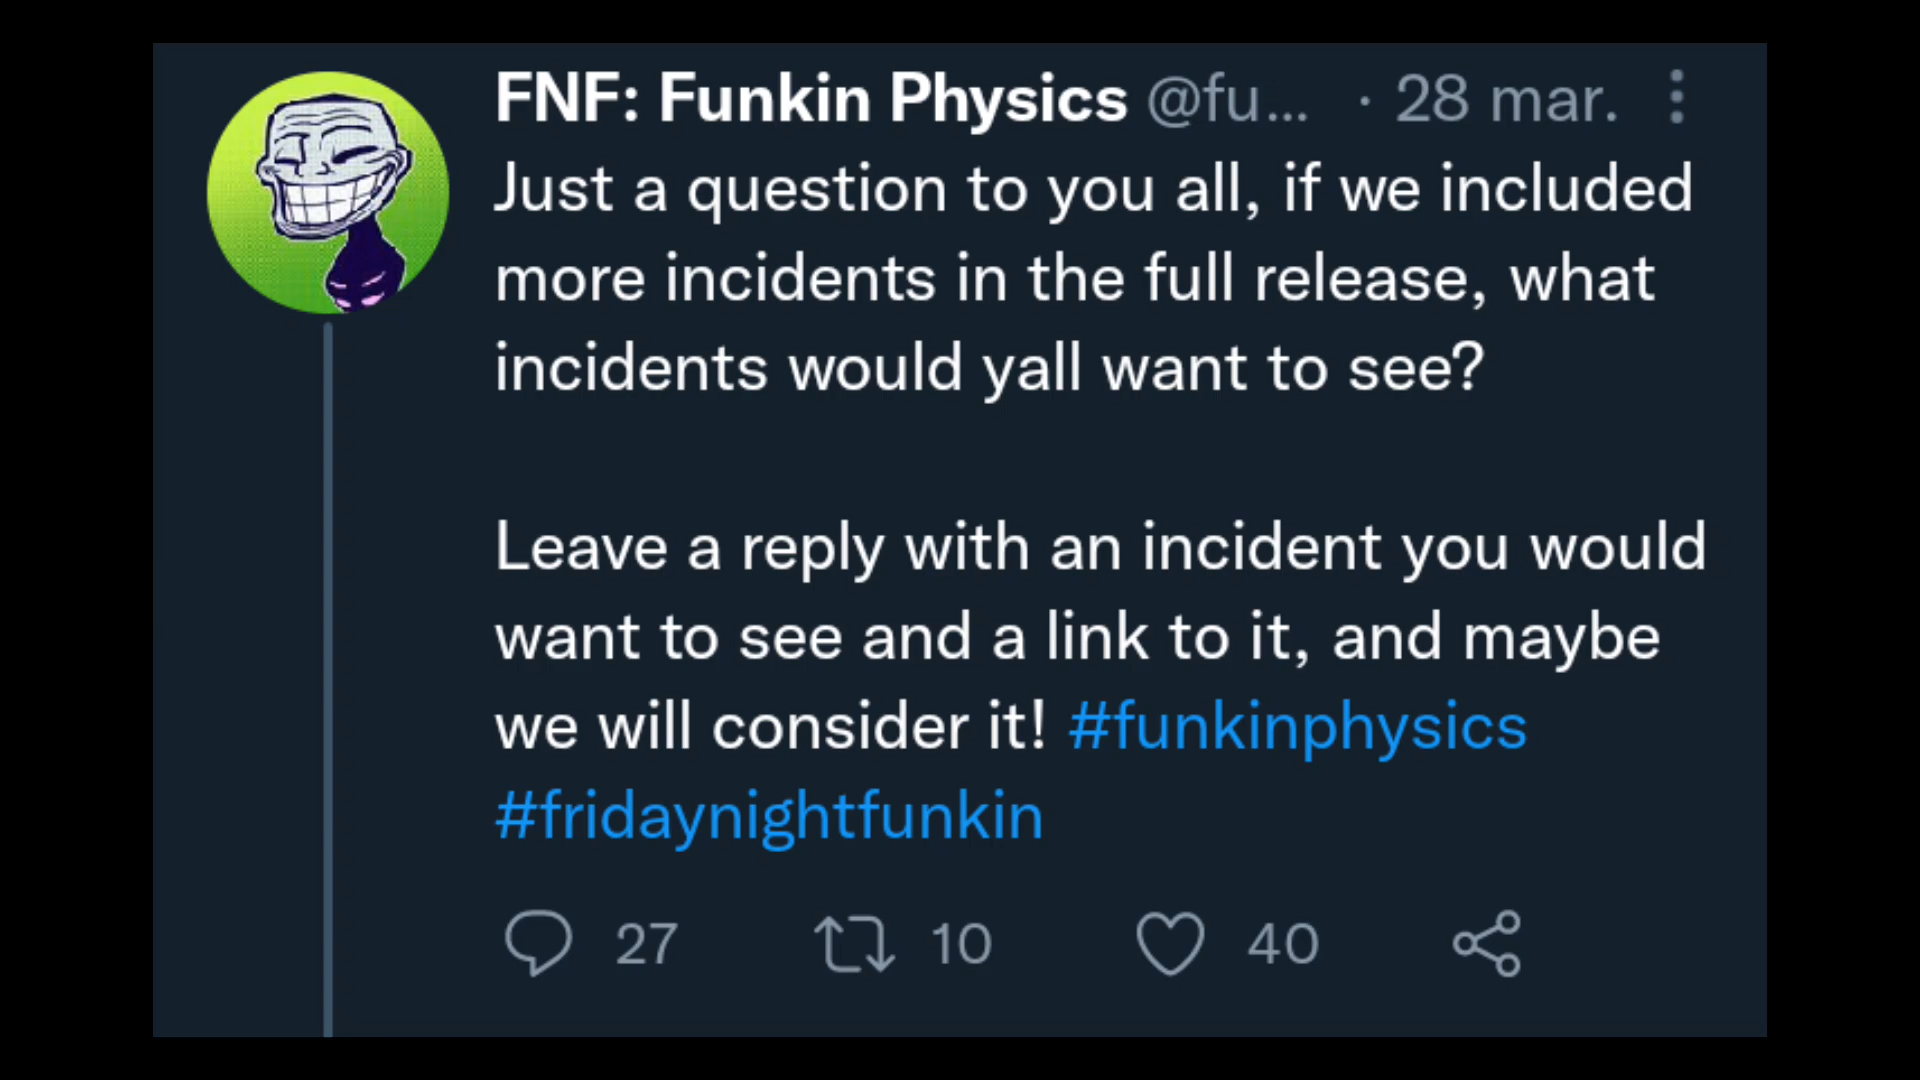 FNF: Funkin Physics @fu... · 28 mar.
Just a question to you all, if we included
more incidents in the full release, what
incidents would yall want to see?
Leave a reply with an incident you would
want to see and a link to it, and maybe
we will consider it! #funkinphysics
#fridaynightfunkin
27 10 40